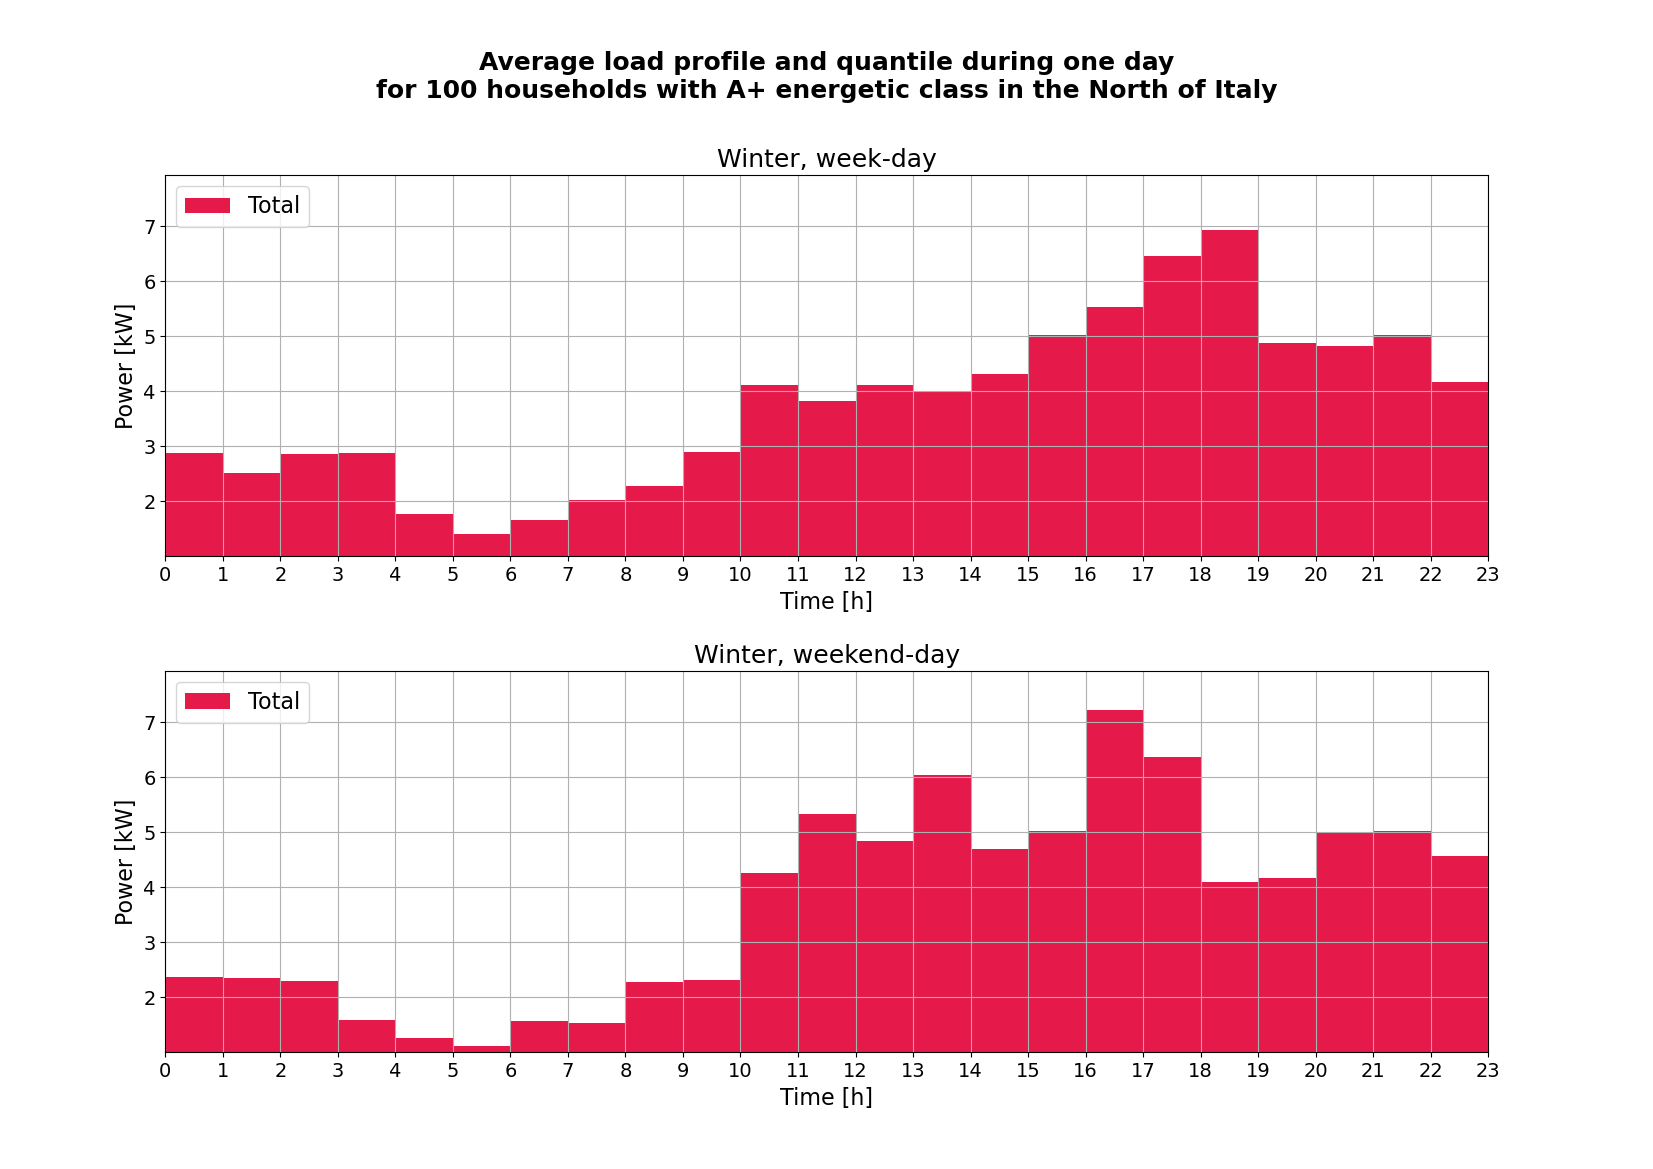 Average load profile and quantile during one day
for 100 households with A+ energetic class in the North of Italy
Winter, week-day
Total
Power [kW]
7
6
5
4
3
2
0 1 2 3 4 5 6 7 8 9 10 11 12 13 14 15 16 17 18 19 20 21 22 23
Time [h]
Winter, weekend-day
Total
Power [kW]
7
6
5
4
3
2
0 1 2 3 4 5 6 7 8 9 10 11 12 13 14 15 16 17 18 19 20 21 22 23
Time [h]